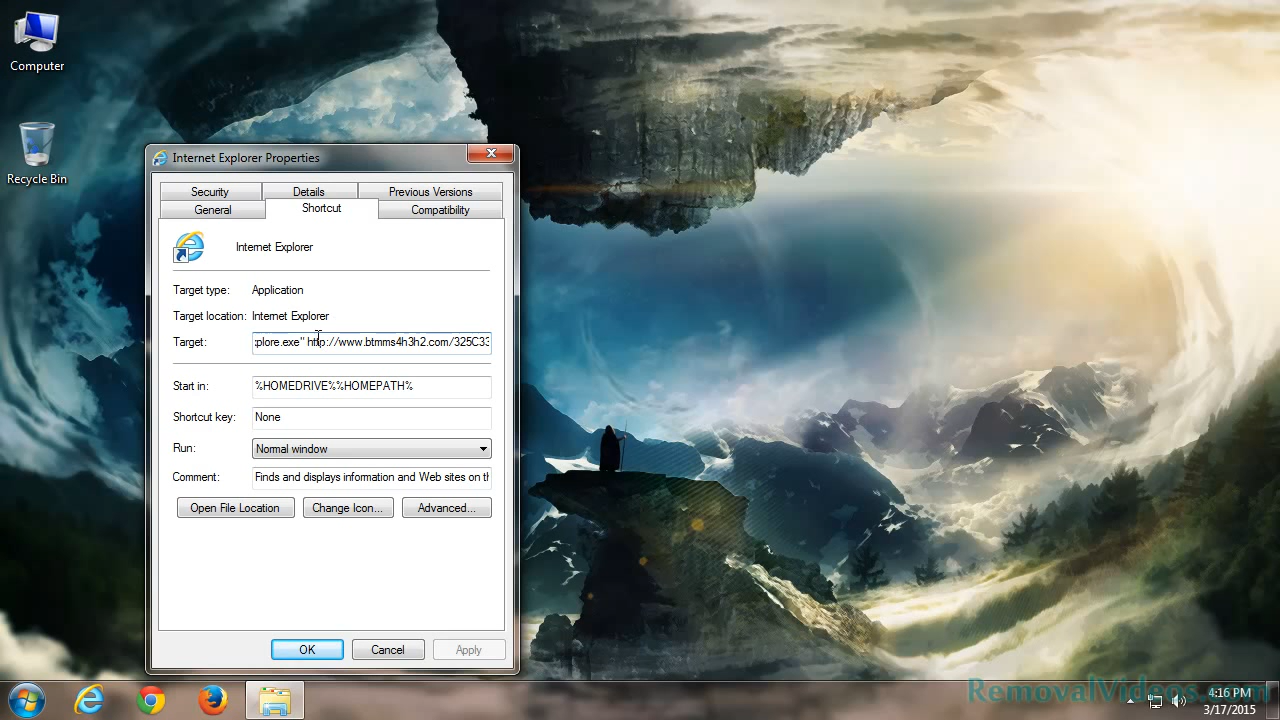 Computer
Recycle Bin
Internet Explorer Properties
Security Details Previous Versions
General Shortcut Compatibility
Internet Explorer
Target type: Application
Target location: Internet Explorer
Target: plore.exe" http://www.btmms4h3h2.com/325C33
Start in: %HOMEDRIVE%%HOMEPATH%
Shortcut key: None
Run: Normal window
Comment: Finds and displays information and Web sites on th
Open File Location Change Icon... Advanced...
OK Cancel Apply
RemovalVideos.com
4:16 PM
3/17/2015